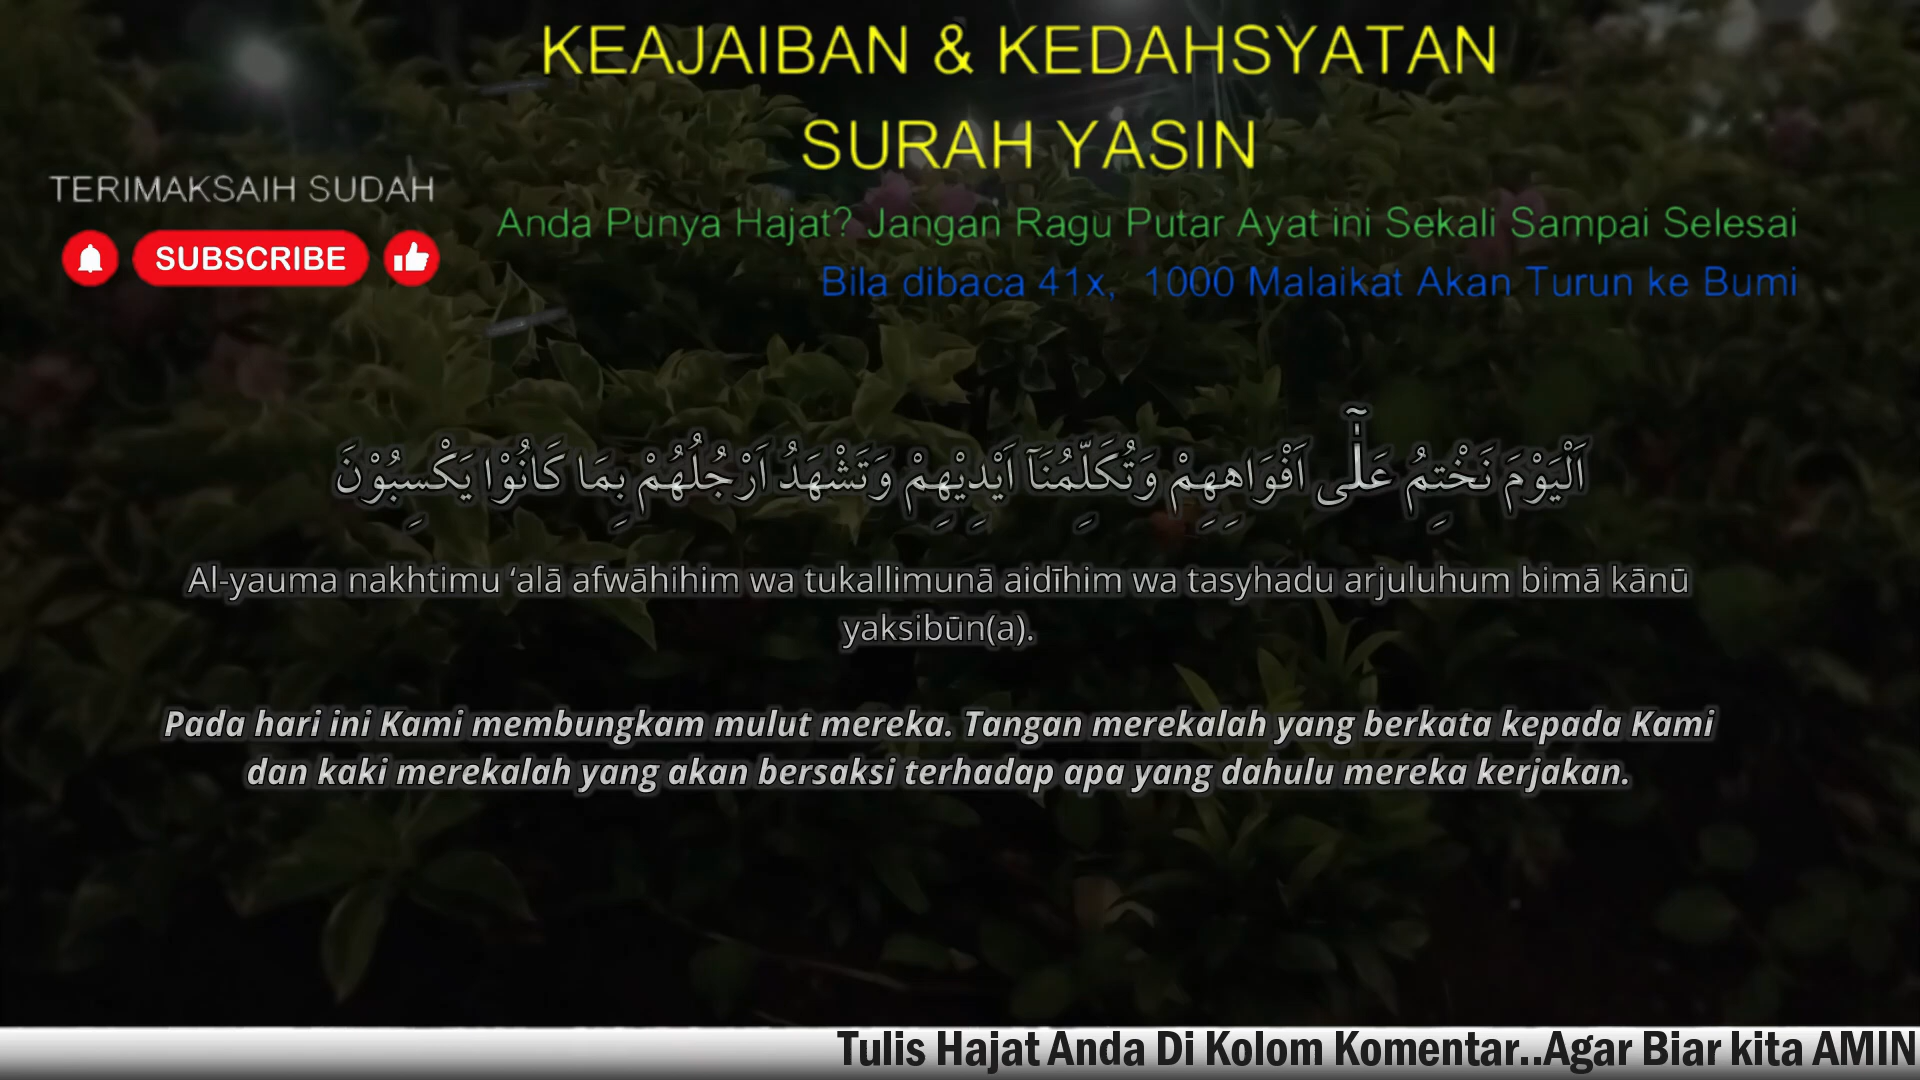 KEAJAIBAN & KEDAHSYATAN
SURAH YASIN
TERIMAKSAIH SUDAH
SUBSCRIBE
Anda Punya Hajat? Jangan Ragu Putar Ayat ini Sekali Sampai Selesai
Bila dibaca 41x, 1000 Malaikat Akan Turun ke Bumi
اَلْيَوْمَ نَخْتِمُ عَلٰٓى اَفْوَاهِهِمْ وَتُكَلِّمُنَآ اَيْدِيْهِمْ وَتَشْهَدُ اَرْجُلُهُمْ بِمَا كَانُوْا يَكْسِبُوْنَ
Al-yauma nakhtimu ‘alā afwāhihim wa tukallimunā aidīhim wa tasyhadu arjuluhum bimā kānū
yaksibūn(a).
Pada hari ini Kami membungkam mulut mereka. Tangan merekalah yang berkata kepada Kami
dan kaki merekalah yang akan bersaksi terhadap apa yang dahulu mereka kerjakan.
Tulis Hajat Anda Di Kolom Komentar..Agar Biar kita AMIN